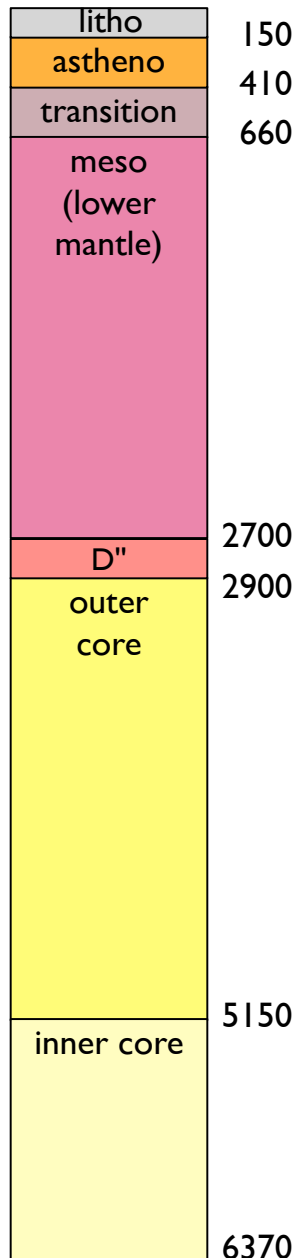 litho
150
astheno
410
transition
660
meso
(lower
mantle)
2700
D"
2900
outer
core
5150
inner core
6370